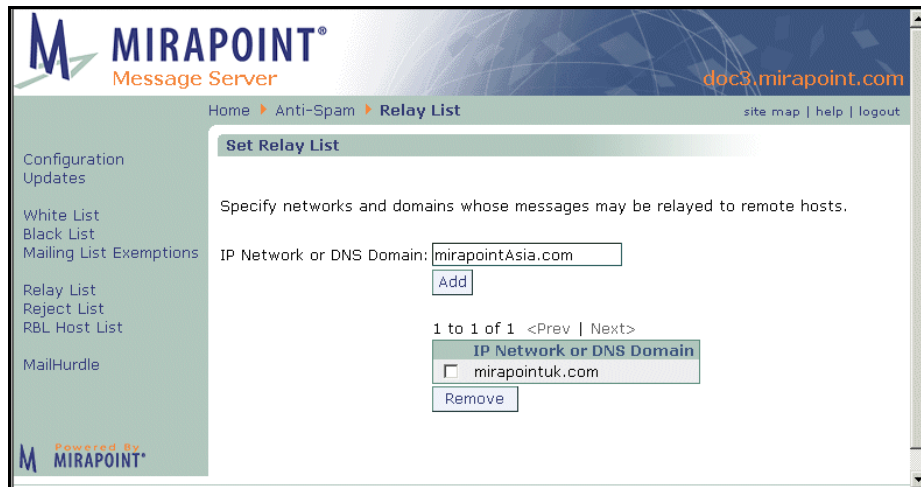 MIRAPOINT®
Message Server
doc3.mirapoint.com
Home Anti-Spam Relay List
site map | help | logout
Configuration
Updates
White List
Black List
Mailing List Exemptions
Relay List
Reject List
RBL Host List
MailHurdle
Set Relay List
Specify networks and domains whose messages may be relayed to remote hosts.
IP Network or DNS Domain: mirapointAsia.com
Add
1 to 1 of 1 <Prev | Next>
IP Network or DNS Domain
mirapointuk.com
Remove
Powered By
MIRAPOINT®